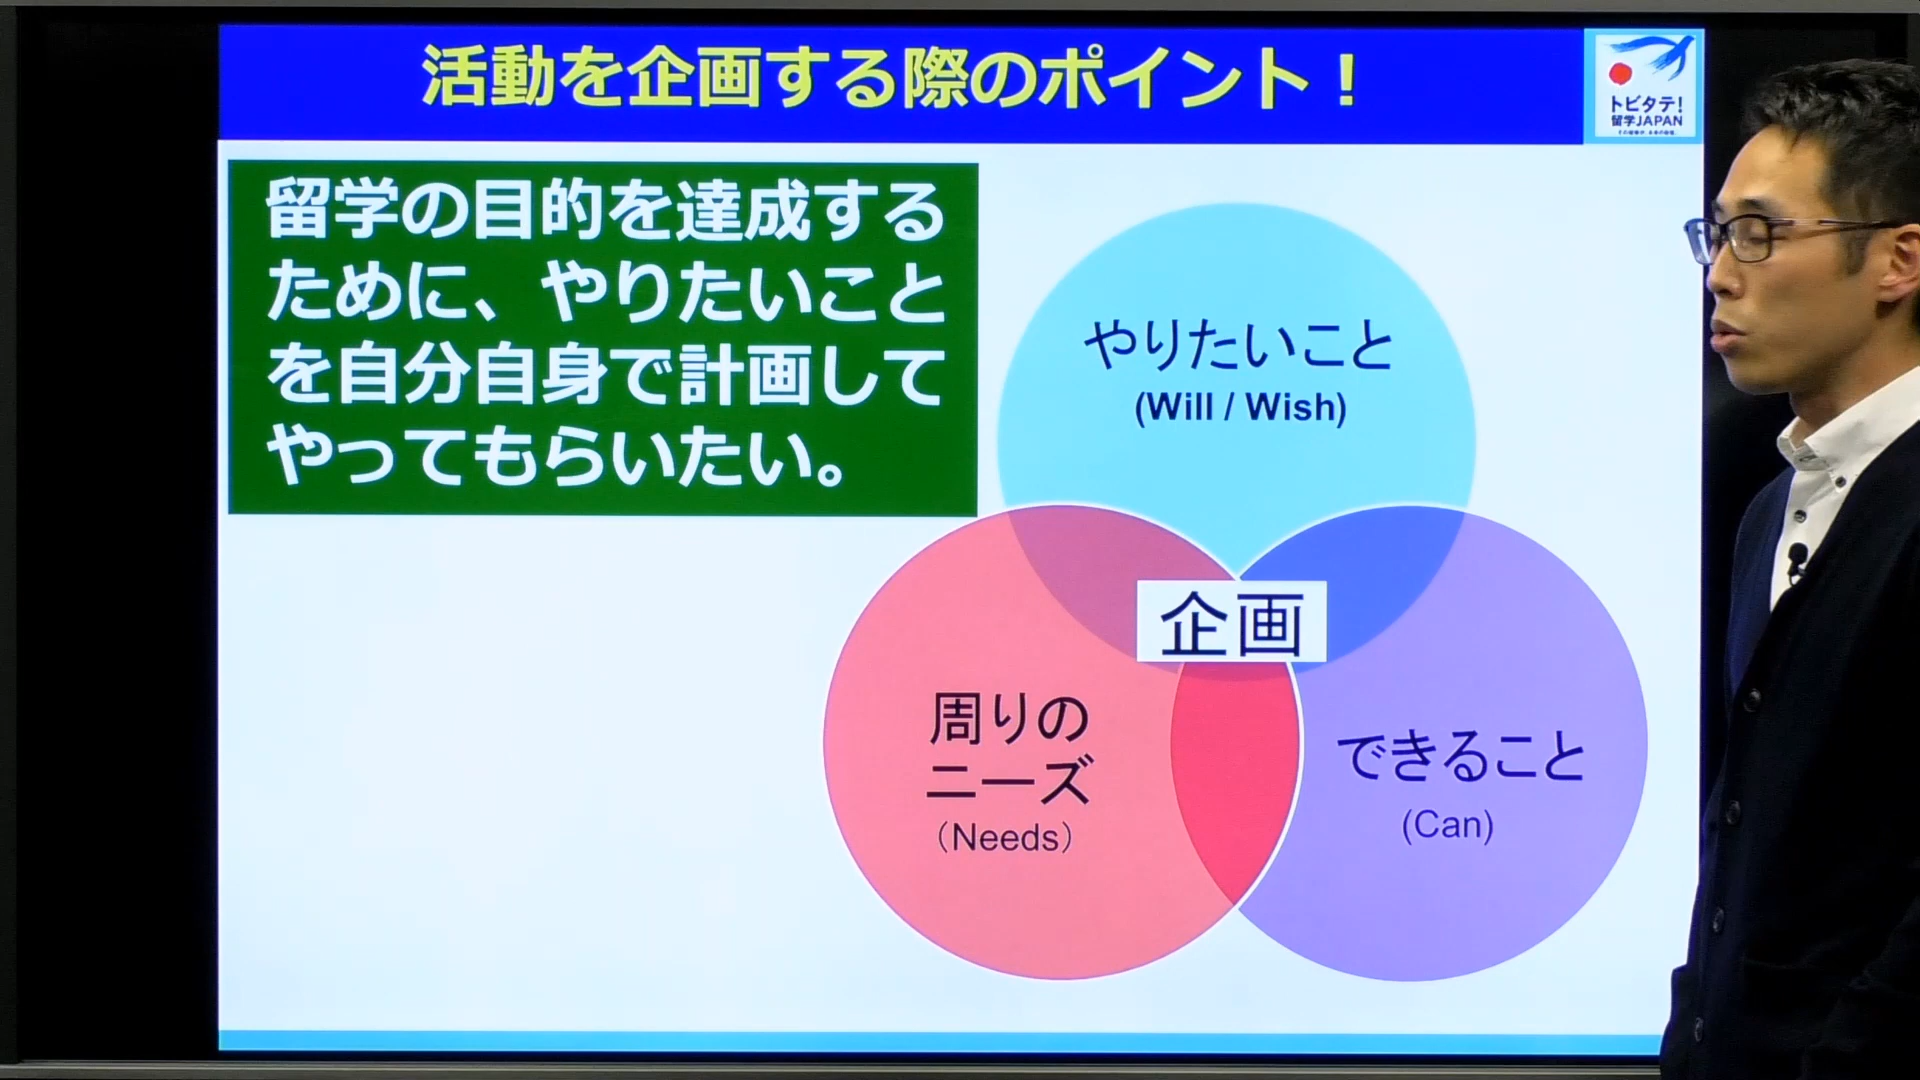 活動を企画する際のポイント！
トビタテ！
留学JAPAN
留学の目的を達成する
ために、やりたいこと
を自分自身で計画して
やってもらいたい。
やりたいこと
(Will / Wish)
企画
周りの
ニーズ
（Needs）
できること
(Can)